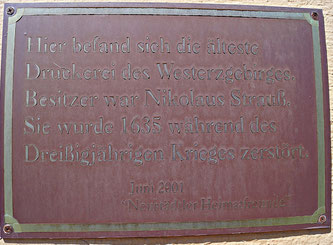 Hier befand sich die älteste
Druckerei des Westerzgebirges.
Besitzer war Nikolaus Strauß.
Sie wurde 1635 während des
Dreißigjährigen Krieges zerstört.
Juni 2001